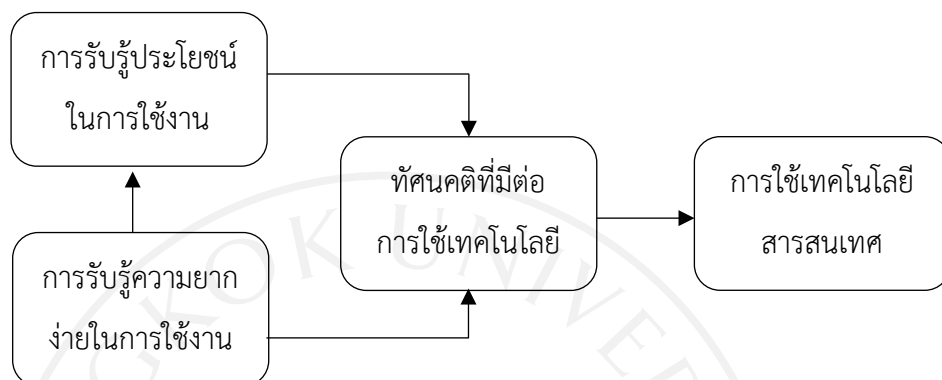 การรับรู้ประโยชน์
ในการใช้งาน
ทัศนคติที่มีต่อ
การใช้เทคโนโลยี
การใช้เทคโนโลยี
สารสนเทศ
การรับรู้ความยาก
ง่ายในการใช้งาน
GKOK UNIVER